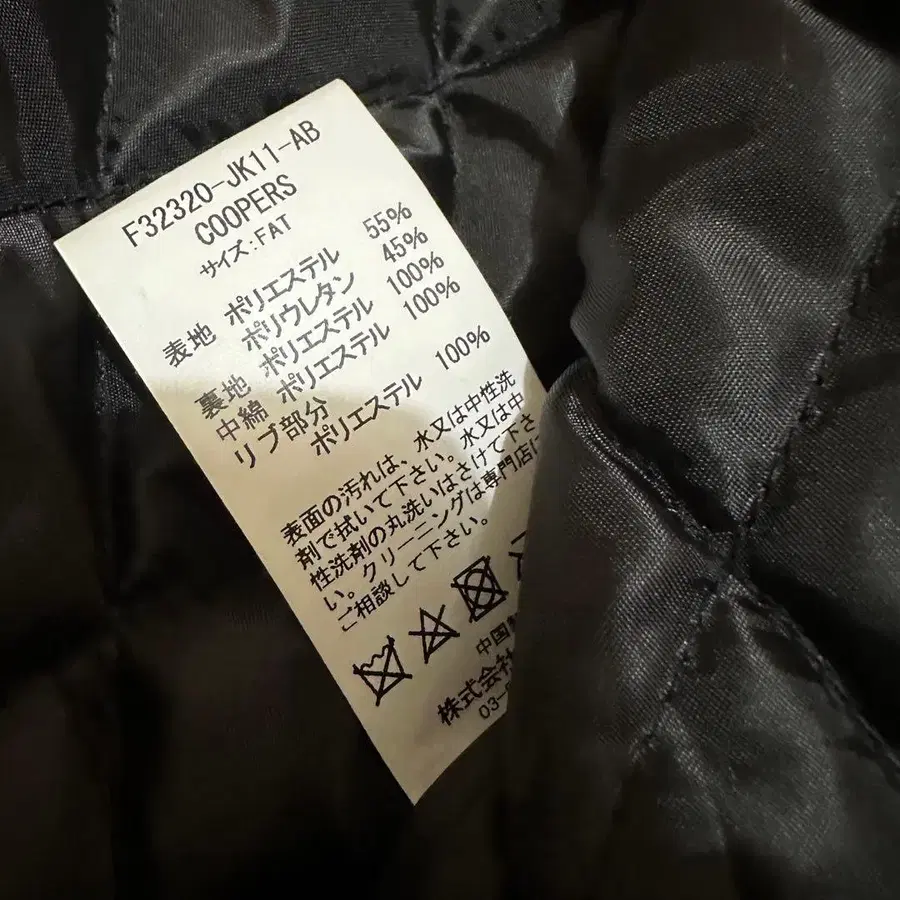 F32320-JK11-AB
COOPERS
サイズ:FAT
表地 ポリエステル 55%
ポリウレタン 45%
裏地 ポリエステル 100%
中綿 ポリエステル 100%
リブ部分
ポリエステル 100%
表面の汚れは、水又は中性洗
剤で拭いて下さい。水又は中
性洗剤の丸洗いはさけて下さ
い。クリーニングは専門店に
ご相談して下さい。
中国製
株式会
03-